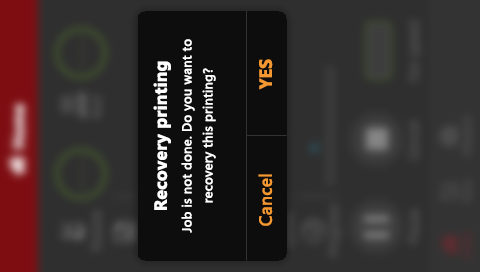 Recovery printing
Job is not done. Do you want to
recovery this printing?
Cancel
YES